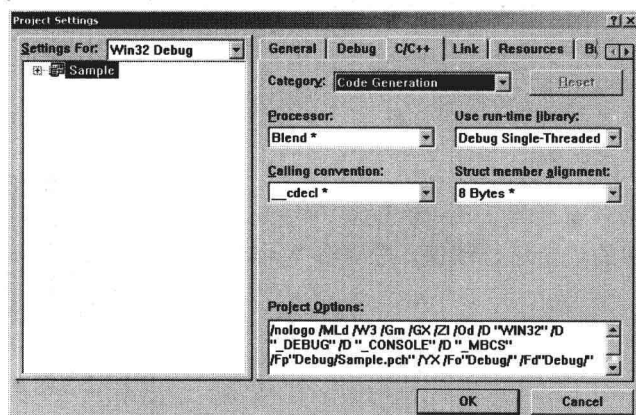 Project Settings
? X
Settings For: Win32 Debug
Sample
General Debug C/C++ Link Resources
Category: Code Generation Reset
Processor: Use run-time library:
Blend * Debug Single-Threaded
Calling convention: Struct member alignment:
__cdecl * 8 Bytes *
Project Options:
/nologo /MLd /W3 /Gm /GX /ZI /Od /D "WIN32" /D
"_DEBUG" /D "_CONSOLE" /D "_MBCS"
/Fp"Debug/Sample.pch" /YX /Fo"Debug/" /Fd"Debug/"
OK Cancel